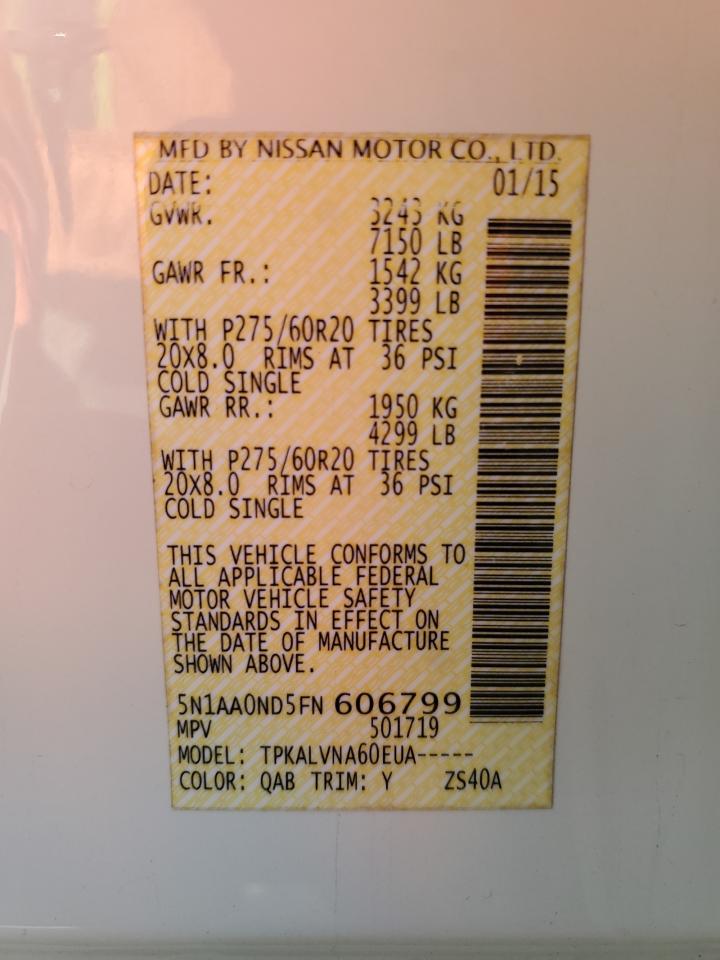 MFD BY NISSAN MOTOR CO., LTD.
DATE: 01/15
GVWR. 3243 KG
7150 LB
GAWR FR.: 1542 KG
3399 LB
WITH P275/60R20 TIRES
20X8.0 RIMS AT 36 PSI
COLD SINGLE
GAWR RR.: 1950 KG
4299 LB
WITH P275/60R20 TIRES
20X8.0 RIMS AT 36 PSI
COLD SINGLE
THIS VEHICLE CONFORMS TO
ALL APPLICABLE FEDERAL
MOTOR VEHICLE SAFETY
STANDARDS IN EFFECT ON
THE DATE OF MANUFACTURE
SHOWN ABOVE.
5N1AA0ND5FN 606799
MPV 501719
MODEL: TPKALVNA60EUA-----
COLOR: QAB TRIM: Y ZS40A